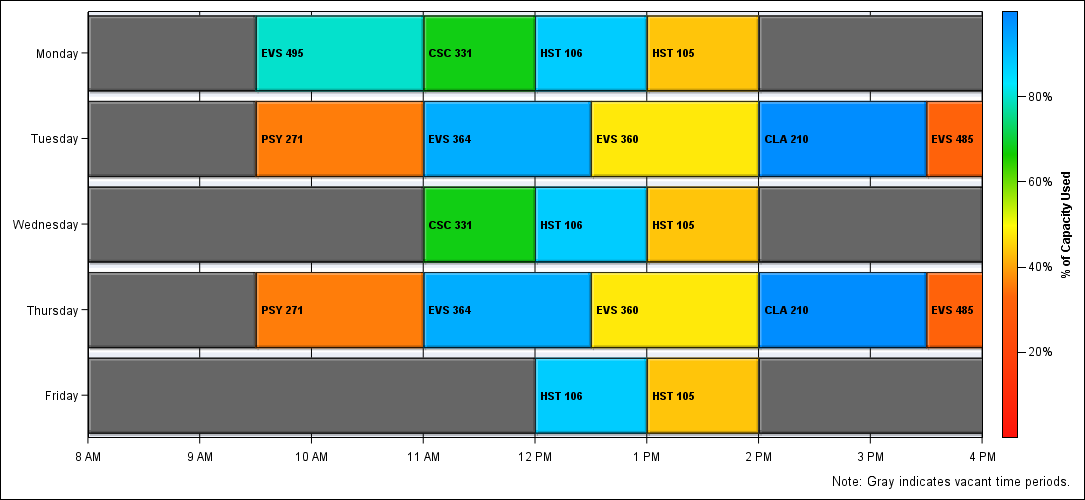 Monday
EVS 495
CSC 331
HST 106
HST 105
Tuesday
PSY 271
EVS 364
EVS 360
CLA 210
EVS 485
Wednesday
CSC 331
HST 106
HST 105
Thursday
PSY 271
EVS 364
EVS 360
CLA 210
EVS 485
Friday
HST 106
HST 105
8 AM
9 AM
10 AM
11 AM
12 PM
1 PM
2 PM
3 PM
4 PM
80%
60%
40%
20%
% of Capacity Used
Note: Gray indicates vacant time periods.